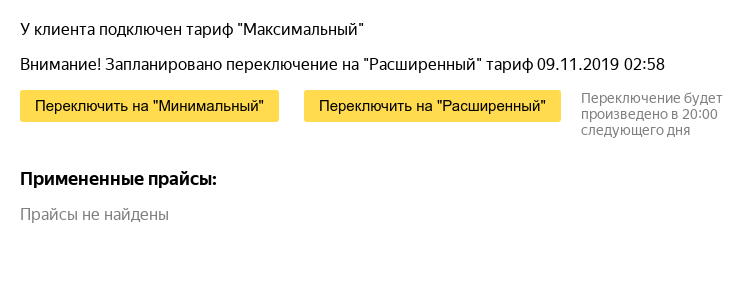 У клиента подключен тариф "Максимальный"
Внимание! Запланировано переключение на "Расширенный" тариф 09.11.2019 02:58
Переключить на "Минимальный"
Переключить на "Расширенный"
Переключение будет
произведено в 20:00
следующего дня
Примененные прайсы:
Прайсы не найдены